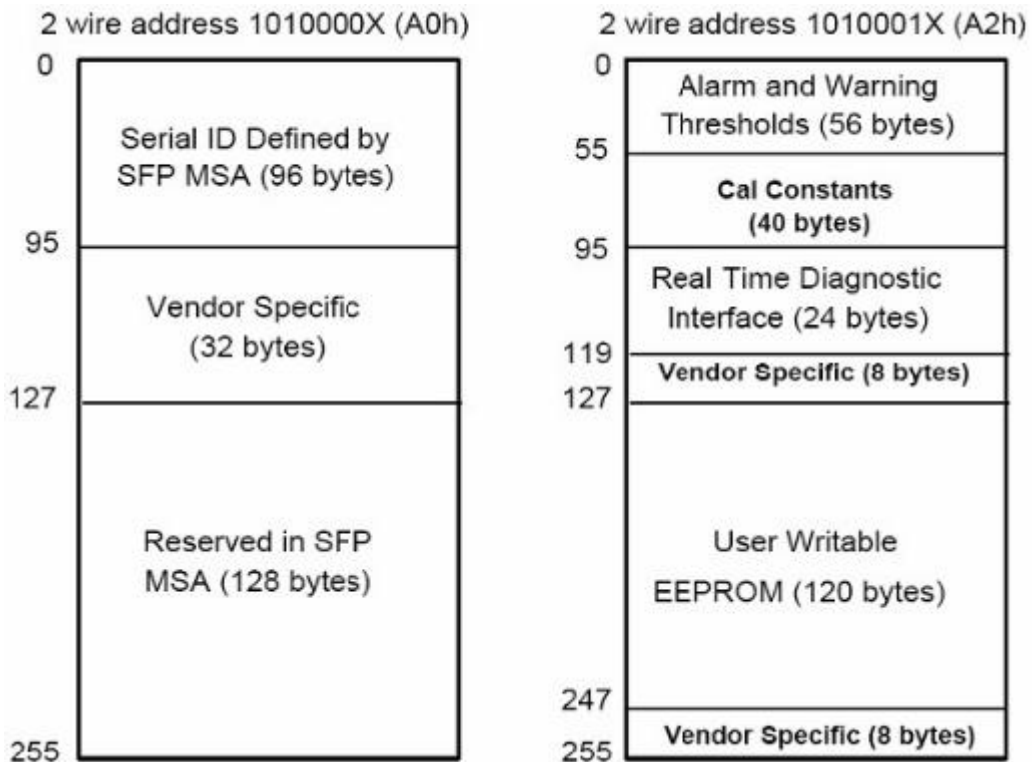 2 wire address 1010000X (A0h)
0
Serial ID Defined by
SFP MSA (96 bytes)
95
Vendor Specific
(32 bytes)
127
Reserved in SFP
MSA (128 bytes)
255
2 wire address 1010001X (A2h)
0
Alarm and Warning
Thresholds (56 bytes)
55
Cal Constants
(40 bytes)
95
Real Time Diagnostic
Interface (24 bytes)
119
Vendor Specific (8 bytes)
127
User Writable
EEPROM (120 bytes)
247
Vendor Specific (8 bytes)
255